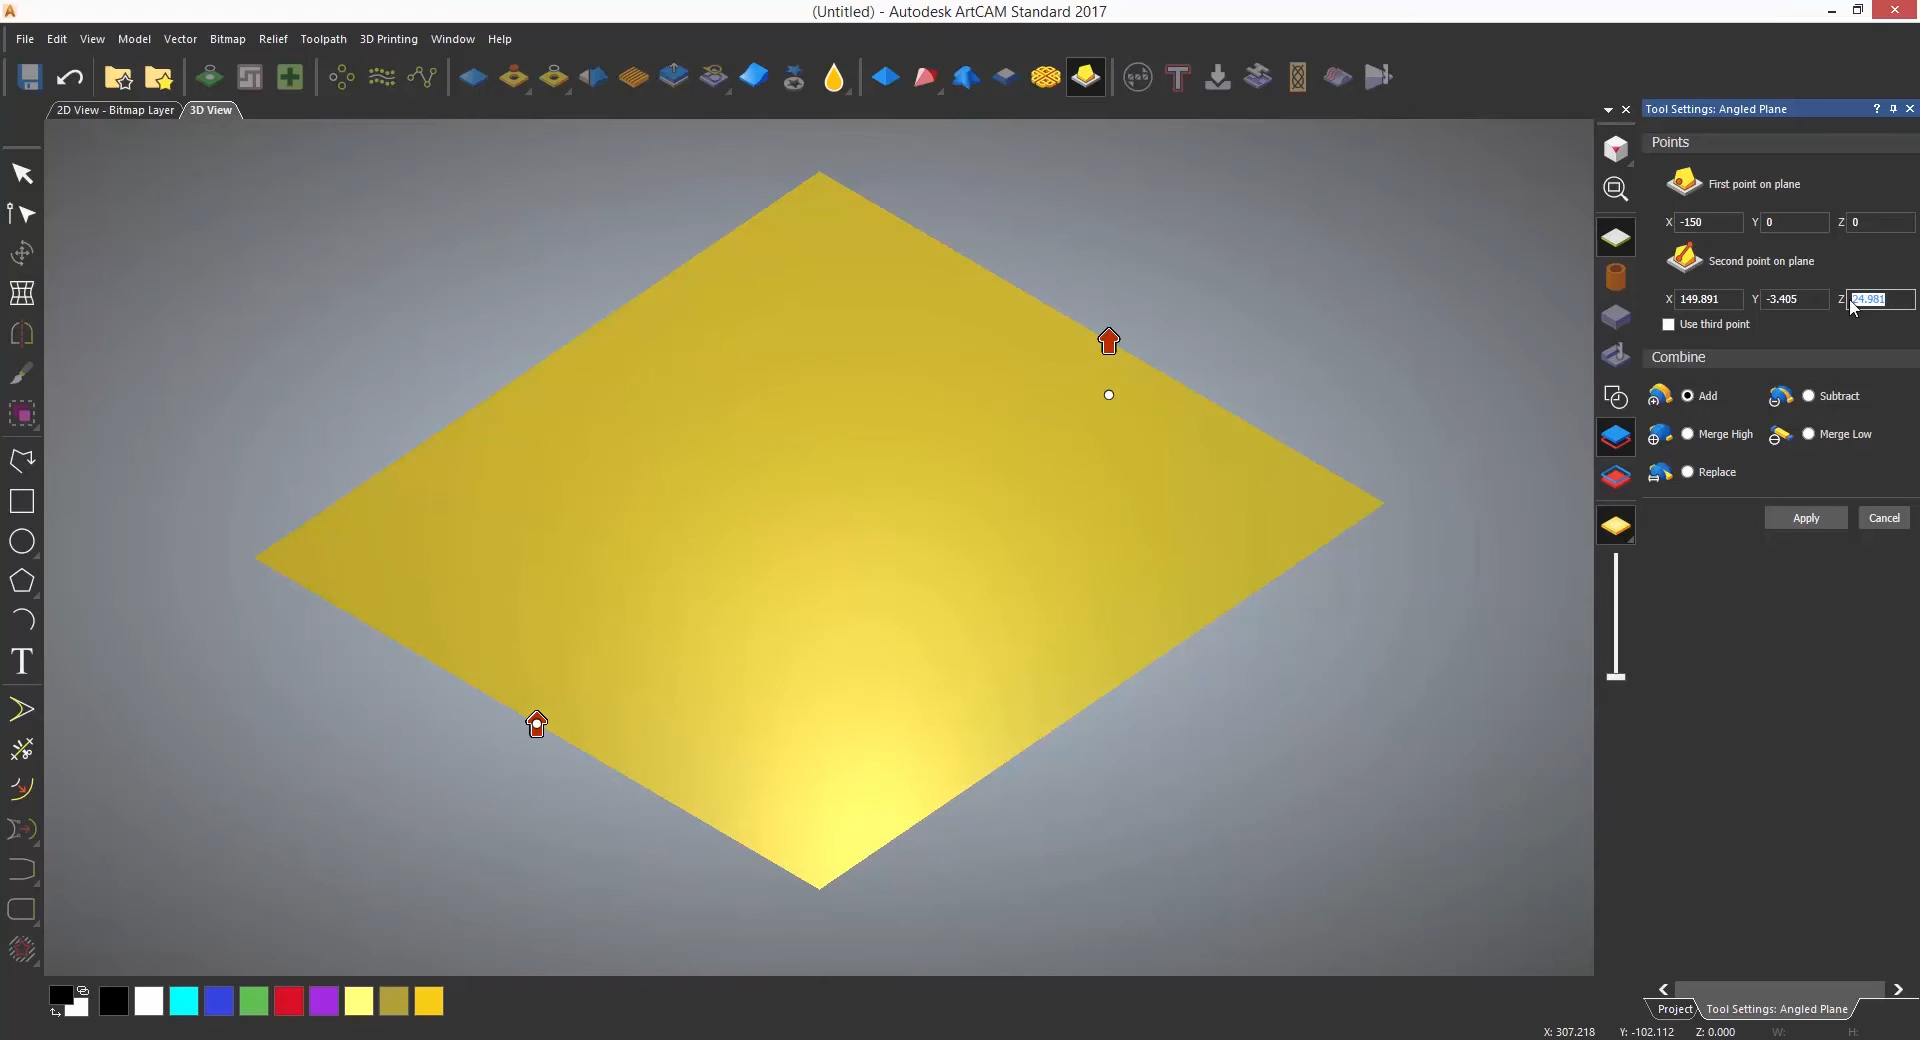 (Untitled) - Autodesk ArtCAM Standard 2017
File Edit View Model Vector Bitmap Relief Toolpath 3D Printing Window Help
2D View - Bitmap Layer 3D View
Tool Settings: Angled Plane ?
Points
First point on plane
X -150 Y 0 Z 0
Second point on plane
X 149.891 Y -3.405 Z 24.981
Use third point
Combine
Add Subtract
Merge High Merge Low
Replace
Apply Cancel
T
Project Tool Settings: Angled Plane
X: 307.218 Y: -102.112 Z: 0.000 W: H: